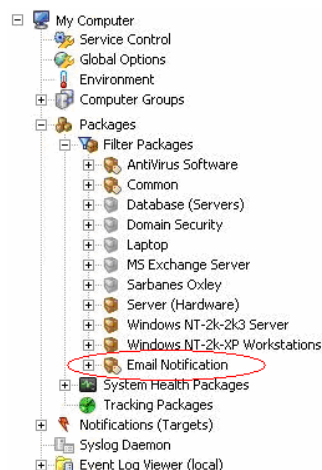 My Computer
Service Control
Global Options
Environment
Computer Groups
Packages
Filter Packages
AntiVirus Software
Common
Database (Servers)
Domain Security
Laptop
MS Exchange Server
Sarbanes Oxley
Server (Hardware)
Windows NT-2k-2k3 Server
Windows NT-2k-XP Workstations
Email Notification
System Health Packages
Tracking Packages
Notifications (Targets)
Syslog Daemon
Event Log Viewer (local)